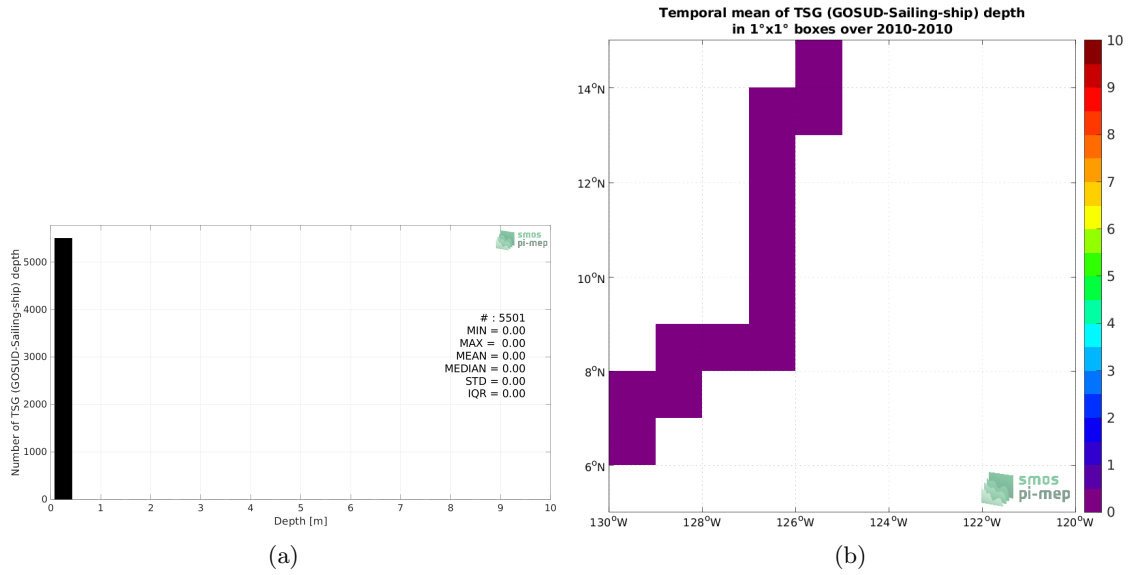 Temporal mean of TSG (GOSUD-Sailing-ship) depth
in 1°x1° boxes over 2010-2010
Number of TSG (GOSUD-Sailing-ship) depth
5000
4000
3000
2000
1000
0
smos
pi-mep
# : 5501
MIN = 0.00
MAX =  0.00
MEAN = 0.00
MEDIAN = 0.00
STD = 0.00
IQR = 0.00
0 1 2 3 4 5 6 7 8 9 10
Depth [m]
(a)
14°N
12°N
10°N
8°N
6°N
130°W 128°W 126°W 124°W 122°W 120°W
smos
pi-mep
10
9
8
7
6
5
4
3
2
1
0
(b)